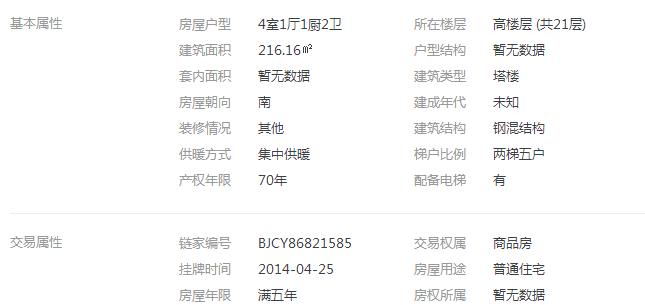 基本属性 房屋户型 4室1厅1厨2卫 所在楼层 高楼层 (共21层)
建筑面积 216.16㎡ 户型结构 暂无数据
套内面积 暂无数据 建筑类型 塔楼
房屋朝向 南 建成年代 未知
装修情况 其他 建筑结构 钢混结构
供暖方式 集中供暖 梯户比例 两梯五户
产权年限 70年 配备电梯 有
交易属性 链家编号 BJCY86821585 交易权属 商品房
挂牌时间 2014-04-25 房屋用途 普通住宅
房屋年限 满五年 房权所属 暂无数据